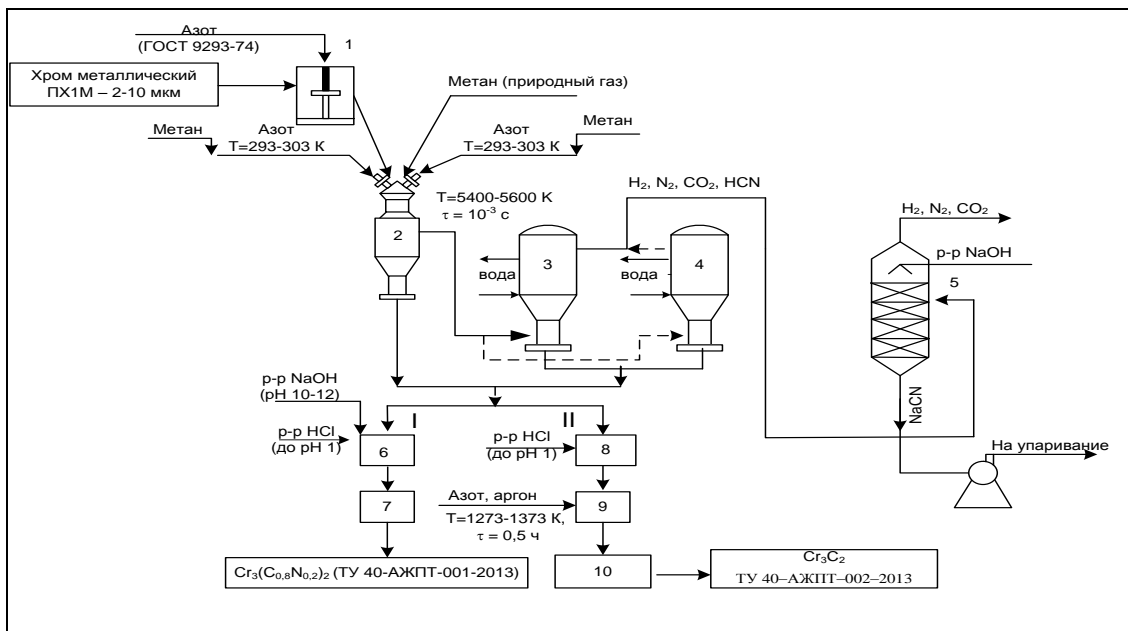 Азот
(ГОСТ 9293-74)
1
Хром металлический
ПХ1М – 2-10 мкм
Метан (природный газ)
Метан
Азот
T=293-303 К
Азот
T=293-303 К
Метан
T=5400-5600 K
τ = 10⁻³ с
H₂, N₂, CO₂, HCN
2
3
4
вода
вода
H₂, N₂, CO₂
р-р NaOH
5
NaCN
На упаривание
р-р NaOH
(pH 10-12)
I
II
р-р HCl
(до pH 1)
6
р-р HCl
(до pH 1)
8
7
Азот, аргон
T=1273-1373 К,
τ = 0,5 ч
9
Cr₃(C₀,₈N₀,₂)₂ (ТУ 40-АЖПТ-001-2013)
10
Cr₃C₂
ТУ 40–АЖПТ–002–2013